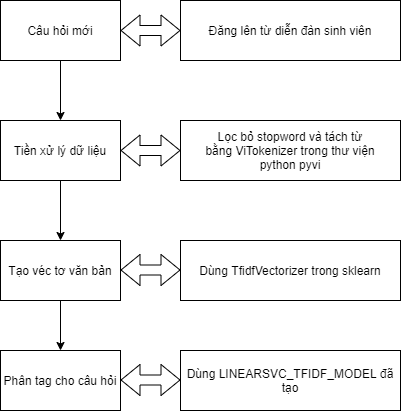 Câu hỏi mới
Đăng lên từ diễn đàn sinh viên
Tiền xử lý dữ liệu
Lọc bỏ stopword và tách từ
bằng ViTokenizer trong thư viện
python pyvi
Tạo véc tơ văn bản
Dùng TfidfVectorizer trong sklearn
Phân tag cho câu hỏi
Dùng LINEARSVC_TFIDF_MODEL đã
tạo